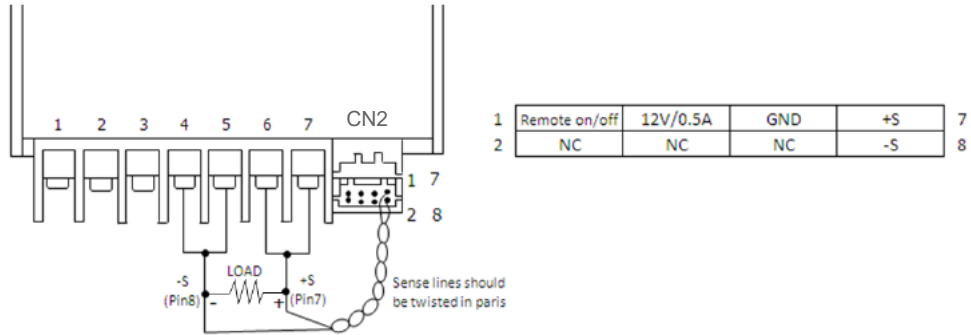 1 2 3 4 5 6 7 CN2
1 7
2 8
-S LOAD +S
(Pin8) - + (Pin7)
Sense lines should
be twisted in paris
1 Remote on/off 12V/0.5A GND +S 7
2 NC NC NC -S 8